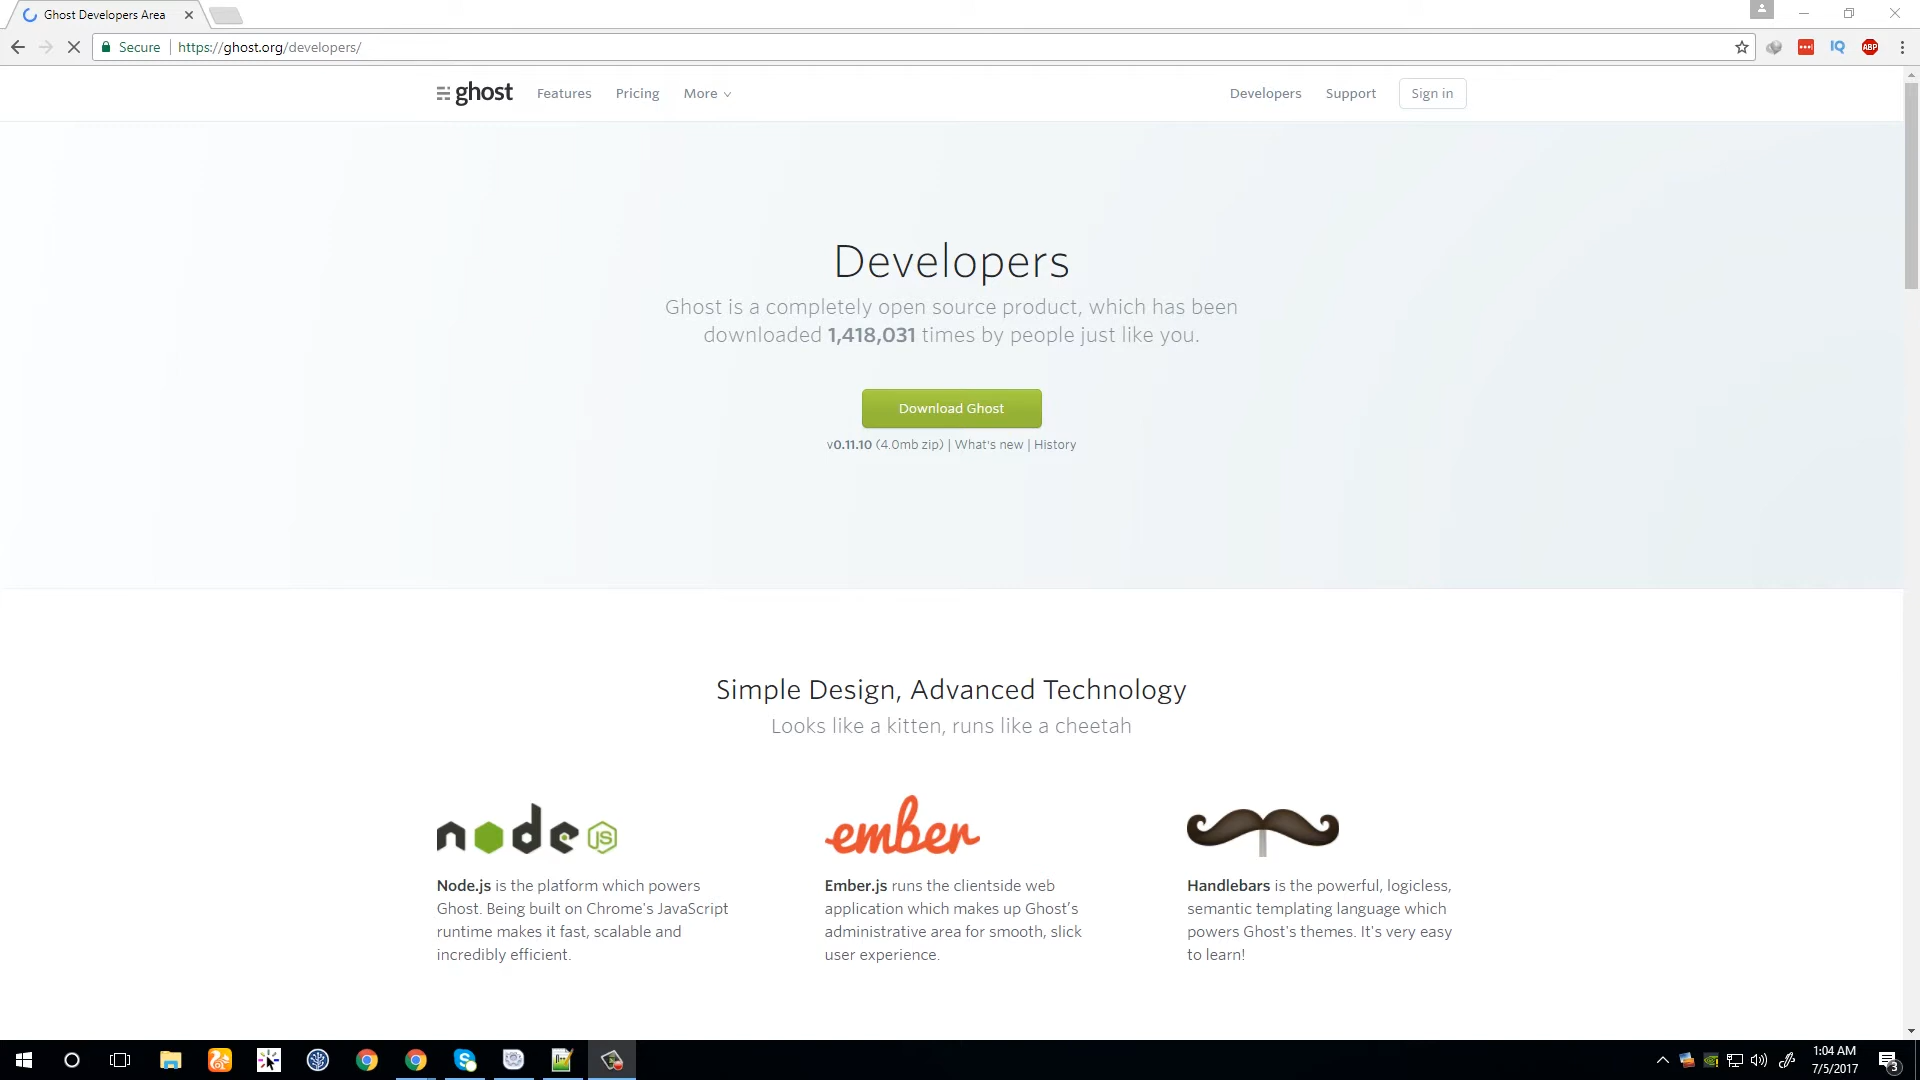 Ghost Developers Area
Secure
https://ghost.org/developers/
IQ
ABP
ghost
Features
Pricing
More
Developers
Support
Sign in
Developers
Ghost is a completely open source product, which has been
downloaded 1,418,031 times by people just like you.
Download Ghost
v0.11.10 (4.0mb zip) | What's new | History
Simple Design, Advanced Technology
Looks like a kitten, runs like a cheetah
node JS
Node.js is the platform which powers
Ghost. Being built on Chrome's JavaScript
runtime makes it fast, scalable and
incredibly efficient.
ember
Ember.js runs the clientside web
application which makes up Ghost’s
administrative area for smooth, slick
user experience.
Handlebars is the powerful, logicless,
semantic templating language which
powers Ghost's themes. It's very easy
to learn!
1:04 AM
7/5/2017
3